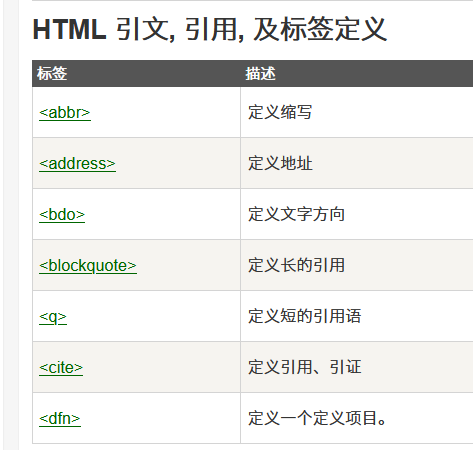 HTML 引文, 引用, 及标签定义
标签 描述
<abbr> 定义缩写
<address> 定义地址
<bdo> 定义文字方向
<blockquote> 定义长的引用
<q> 定义短的引用语
<cite> 定义引用、引证
<dfn> 定义一个定义项目。